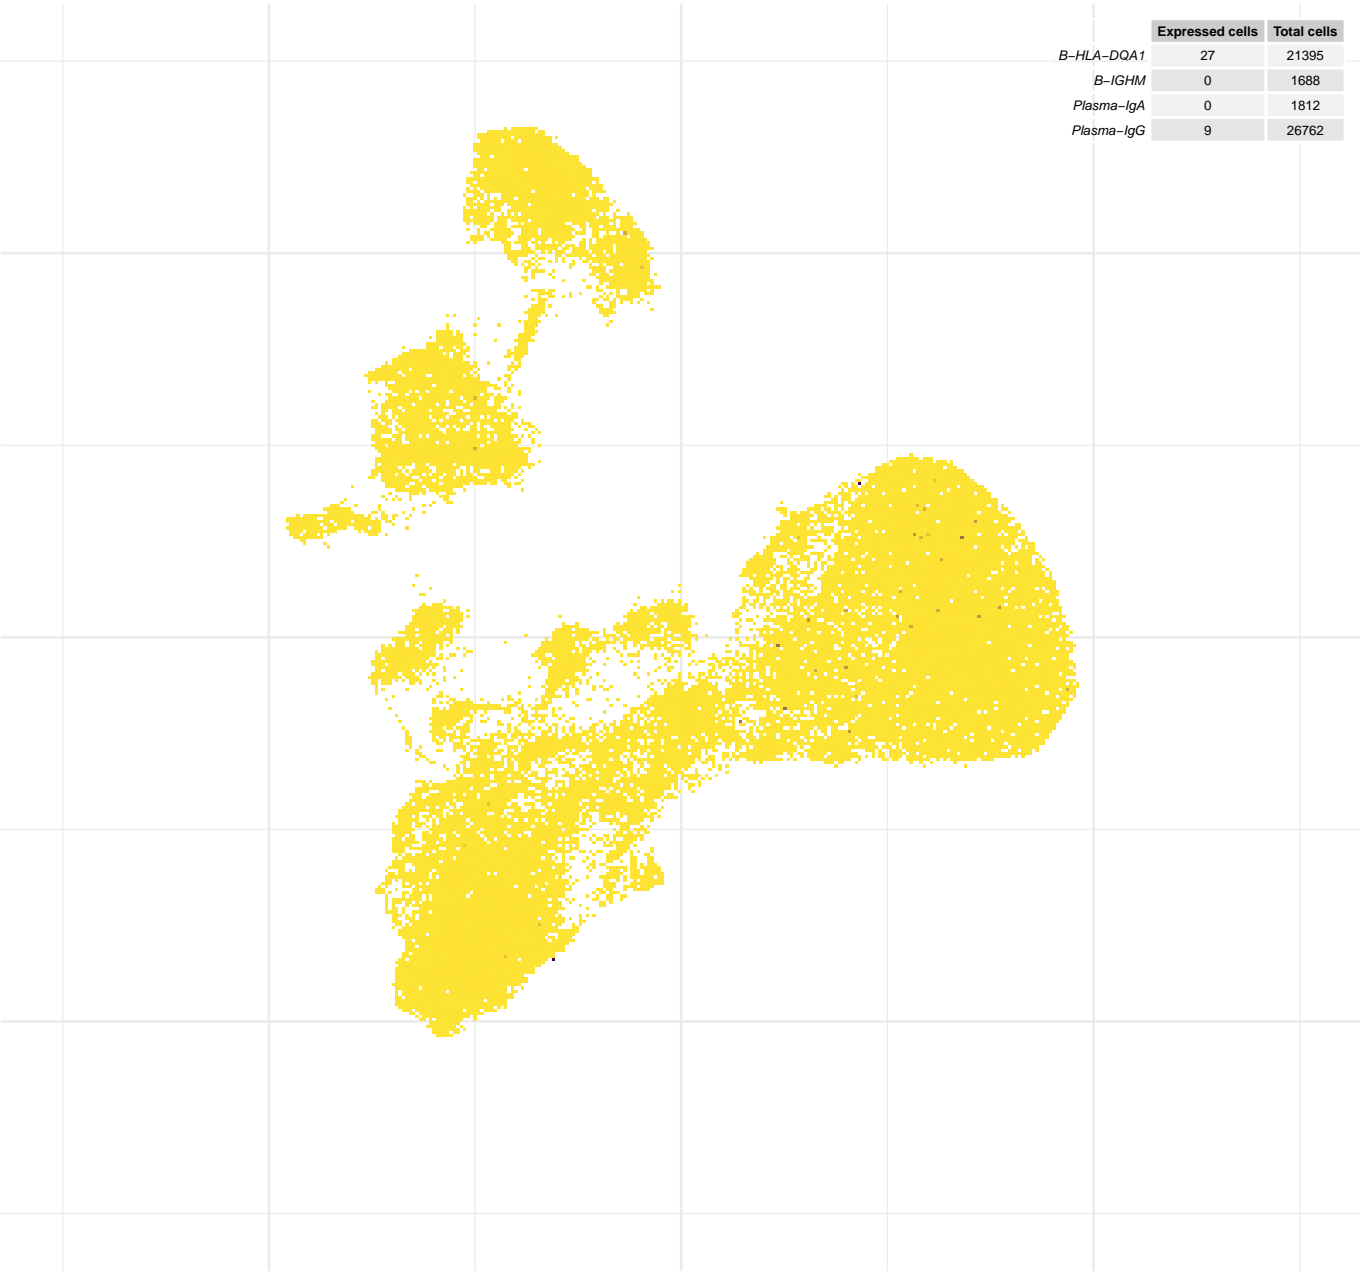 Expressed cells Total cells
B−HLA−DQA1 27 21395
B−IGHM 0 1688
Plasma−IgA 0 1812
Plasma−IgG 9 26762